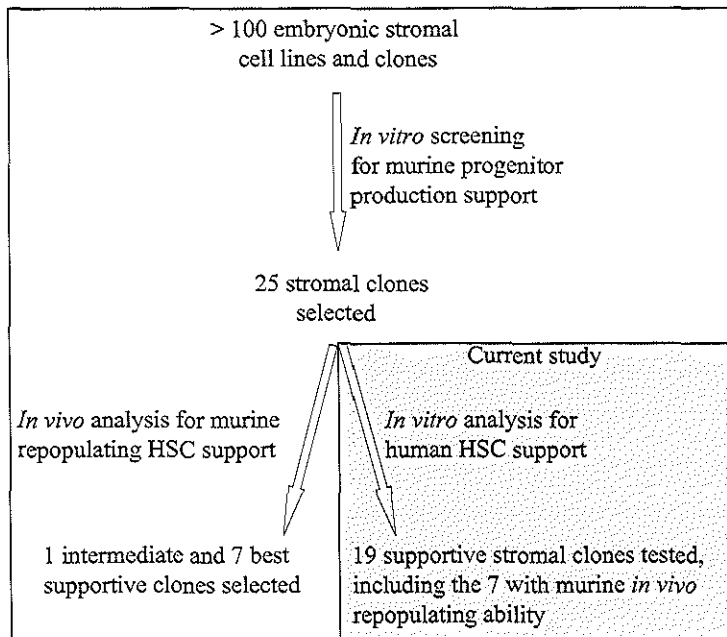 > 100 embryonic stromal
cell lines and clones
In vitro screening
for murine progenitor
production support
25 stromal clones
selected
Current study
In vivo analysis for murine
repopulating HSC support
In vitro analysis for
human HSC support
1 intermediate and 7 best
supportive clones selected
19 supportive stromal clones tested,
including the 7 with murine in vivo
repopulating ability